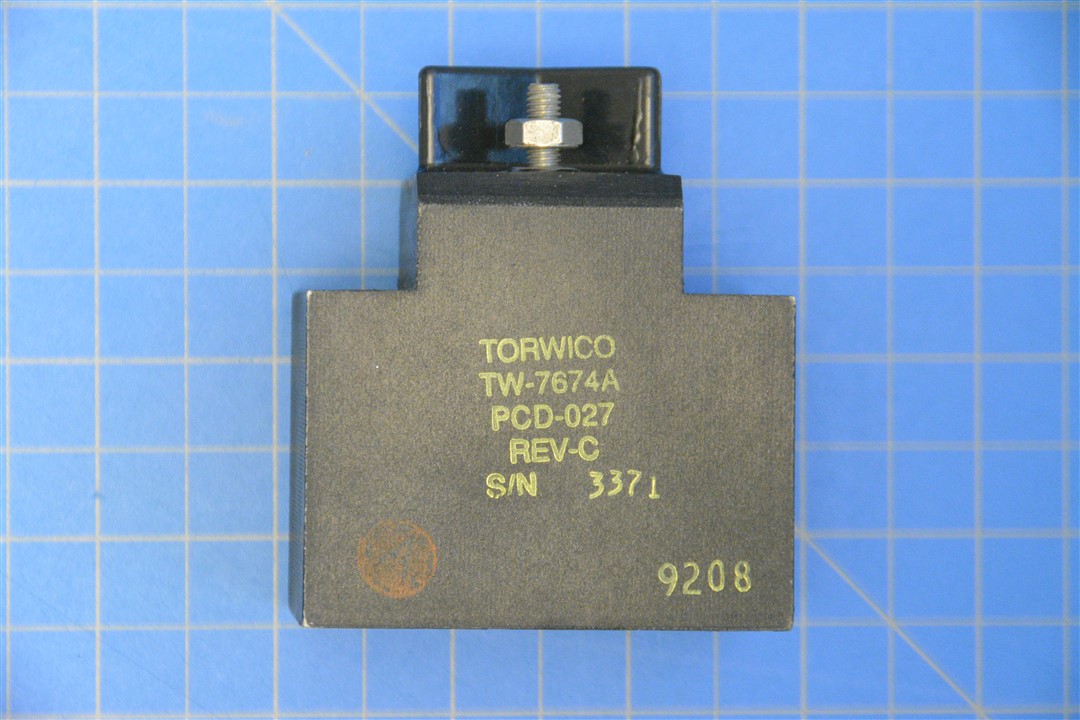 TORWICO
TW-7674A
PCD-027
REV-C
S/N 3371
9208